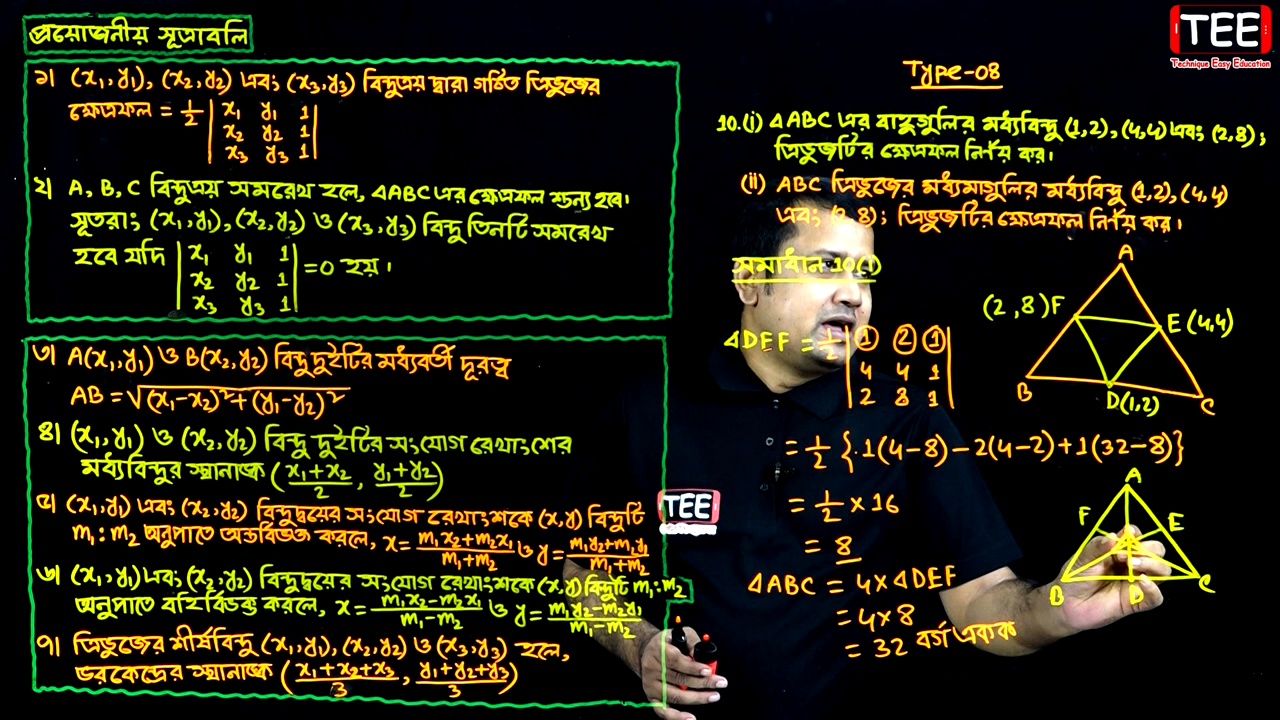 প্রয়োজনীয় সূত্রাবলি
১। (x₁, y₁), (x₂, y₂) এবং (x₃, y₃) বিন্দুত্রয় দ্বারা গঠিত ত্রিভুজের
ক্ষেত্রফল = 1/2 | x₁ y₁ 1 |
| x₂ y₂ 1 |
| x₃ y₃ 1 |
২। A, B, C বিন্দুত্রয় সমরেখ হলে, ΔABC এর ক্ষেত্রফল শূন্য হবে।
সুতরাং (x₁, y₁), (x₂, y₂) ও (x₃, y₃) বিন্দু তিনটি সমরেখ
হবে যদি | x₁ y₁ 1 |
| x₂ y₂ 1 | = 0 হয়।
| x₃ y₃ 1 |
৩। A(x₁, y₁) ও B(x₂, y₂) বিন্দু দুইটির মধ্যবর্তী দূরত্ব
AB = √(x₁-x₂)²+(y₁-y₂)²
৪। (x₁, y₁) ও (x₂, y₂) বিন্দু দুইটির সংযোগ রেখাংশের
মধ্যবিন্দুর স্থানাঙ্ক ((x₁+x₂)/2, (y₁+y₂)/2)
৫। (x₁, y₁) এবং (x₂, y₂) বিন্দুদ্বয়ের সংযোগ রেখাংশকে (x, y) বিন্দুটি
m₁ : m₂ অনুপাতে অন্তর্বিভক্ত করলে, x = (m₁x₂+m₂x₁)/(m₁+m₂) ও y = (m₁y₂+m₂y₁)/(m₁+m₂)
৬। (x₁, y₁) এবং (x₂, y₂) বিন্দুদ্বয়ের সংযোগ রেখাংশকে (x, y) বিন্দুটি m₁:m₂
অনুপাতে বহির্বিভক্ত করলে, x = (m₁x₂-m₂x₁)/(m₁-m₂) ও y = (m₁y₂-m₂y₁)/(m₁-m₂)
৭। ত্রিভুজের শীর্ষবিন্দু (x₁, y₁), (x₂, y₂) ও (x₃, y₃) হলে,
ভরকেন্দ্রের স্থানাঙ্ক ((x₁+x₂+x₃)/3, (y₁+y₂+y₃)/3)
TEE
Technique Easy Education
Type-08
10.(i) ΔABC এর বাহুগুলির মধ্যবিন্দু (1,2), (4,4) এবং (2,8);
ত্রিভুজটির ক্ষেত্রফল নির্ণয় কর।
(ii) ABC ত্রিভুজের মধ্যমাগুলির মধ্যবিন্দু (1,2), (4,4)
এবং (2,8); ত্রিভুজটির ক্ষেত্রফল নির্ণয় কর।
সমাধান 10(i)
ΔDEF = 1/2 | 1 2 1 |
| 4 4 1 |
| 2 8 1 |
= 1/2 {1(4-8)-2(4-2)+1(32-8)}
= 1/2 × 16
= 8
ΔABC = 4×ΔDEF
= 4×8
= 32 বর্গ একক
A
(2,8) F
E (4,4)
B
D(1,2)
C
A
F
E
B
D
C
TEE